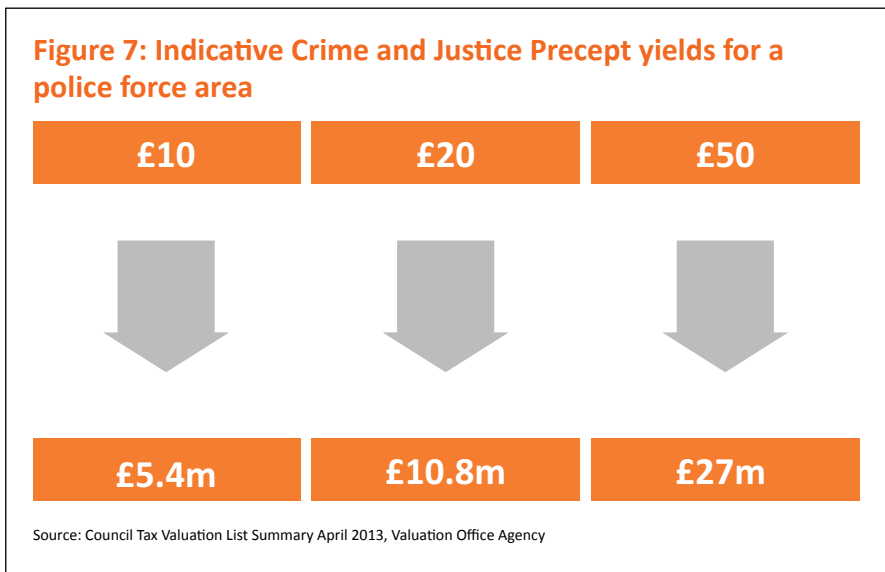 Figure 7: Indicative Crime and Justice Precept yields for a
police force area
£10
£20
£50
£5.4m
£10.8m
£27m
Source: Council Tax Valuation List Summary April 2013, Valuation Office Agency